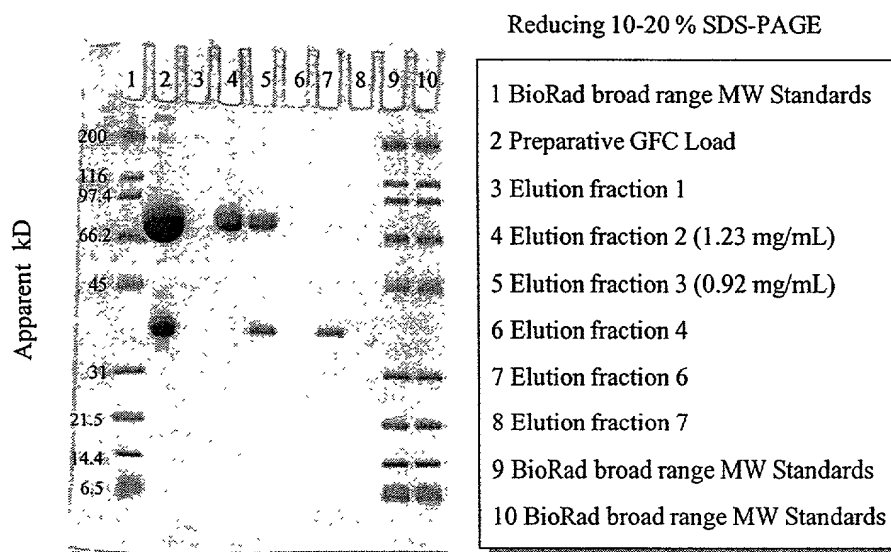 Reducing 10-20 % SDS-PAGE
1 2 3 4 5 6 7 8 9 10
200
116
97.4
66.2
45
31
21.5
14.4
6.5
Apparent kD
1 BioRad broad range MW Standards
2 Preparative GFC Load
3 Elution fraction 1
4 Elution fraction 2 (1.23 mg/mL)
5 Elution fraction 3 (0.92 mg/mL)
6 Elution fraction 4
7 Elution fraction 6
8 Elution fraction 7
9 BioRad broad range MW Standards
10 BioRad broad range MW Standards